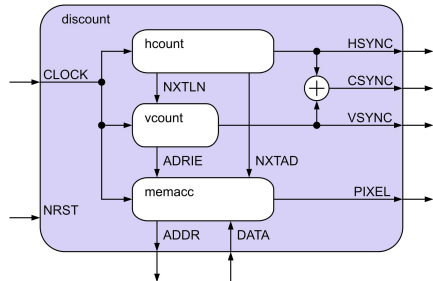 discount
hcount
HSYNC
CLOCK
NXTLN
CSYNC
vcount
VSYNC
ADRIE
NXTAD
memacc
PIXEL
NRST
ADDR
DATA